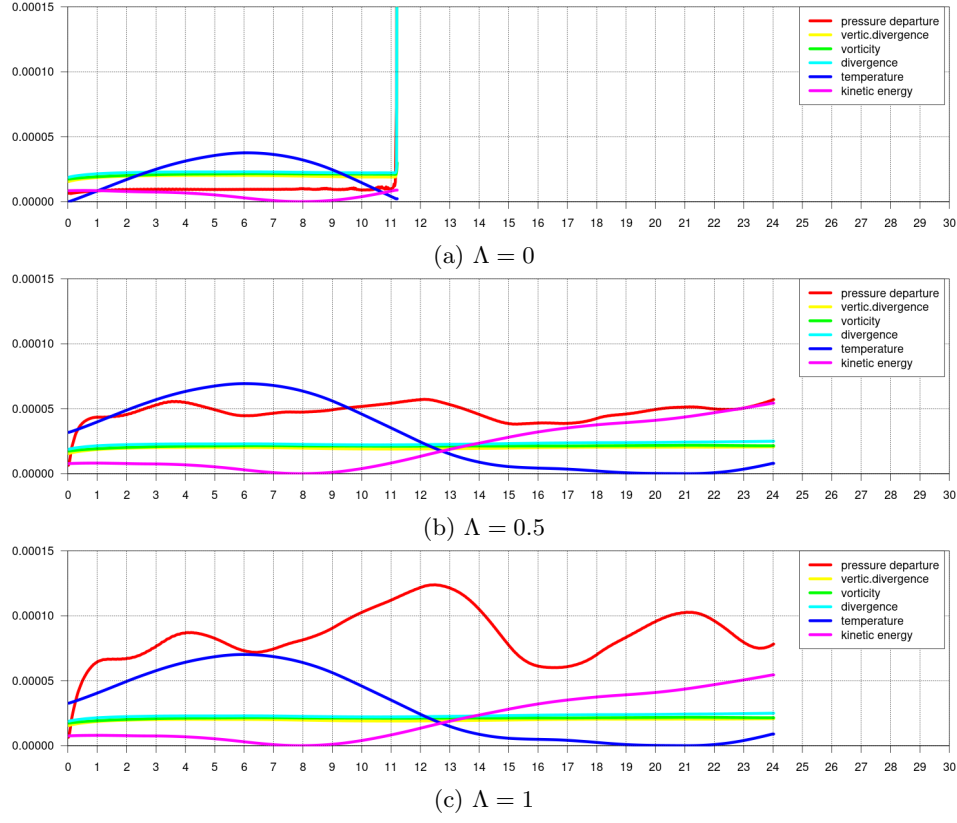 0.00015
0.00010
0.00005
0.00000
pressure departure
vertic.divergence
vorticity
divergence
temperature
kinetic energy
0 1 2 3 4 5 6 7 8 9 10 11 12 13 14 15 16 17 18 19 20 21 22 23 24 25 26 27 28 29 30
(a) Λ = 0
0.00015
0.00010
0.00005
0.00000
pressure departure
vertic.divergence
vorticity
divergence
temperature
kinetic energy
0 1 2 3 4 5 6 7 8 9 10 11 12 13 14 15 16 17 18 19 20 21 22 23 24 25 26 27 28 29 30
(b) Λ = 0.5
0.00015
0.00010
0.00005
0.00000
pressure departure
vertic.divergence
vorticity
divergence
temperature
kinetic energy
0 1 2 3 4 5 6 7 8 9 10 11 12 13 14 15 16 17 18 19 20 21 22 23 24 25 26 27 28 29 30
(c) Λ = 1